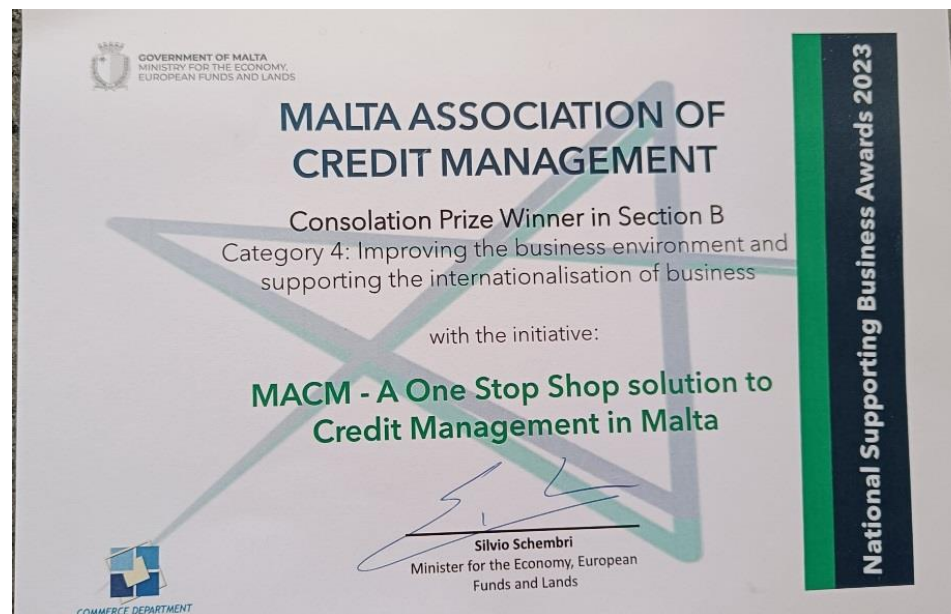 GOVERNMENT OF MALTA
MINISTRY FOR THE ECONOMY,
EUROPEAN FUNDS AND LANDS
MALTA ASSOCIATION OF
CREDIT MANAGEMENT
Consolation Prize Winner in Section B
Category 4: Improving the business environment and
supporting the internationalisation of business
with the initiative:
MACM - A One Stop Shop solution to
Credit Management in Malta
Silvio Schembri
Minister for the Economy, European
Funds and Lands
COMMERCE DEPARTMENT
National Supporting Business Awards 2023